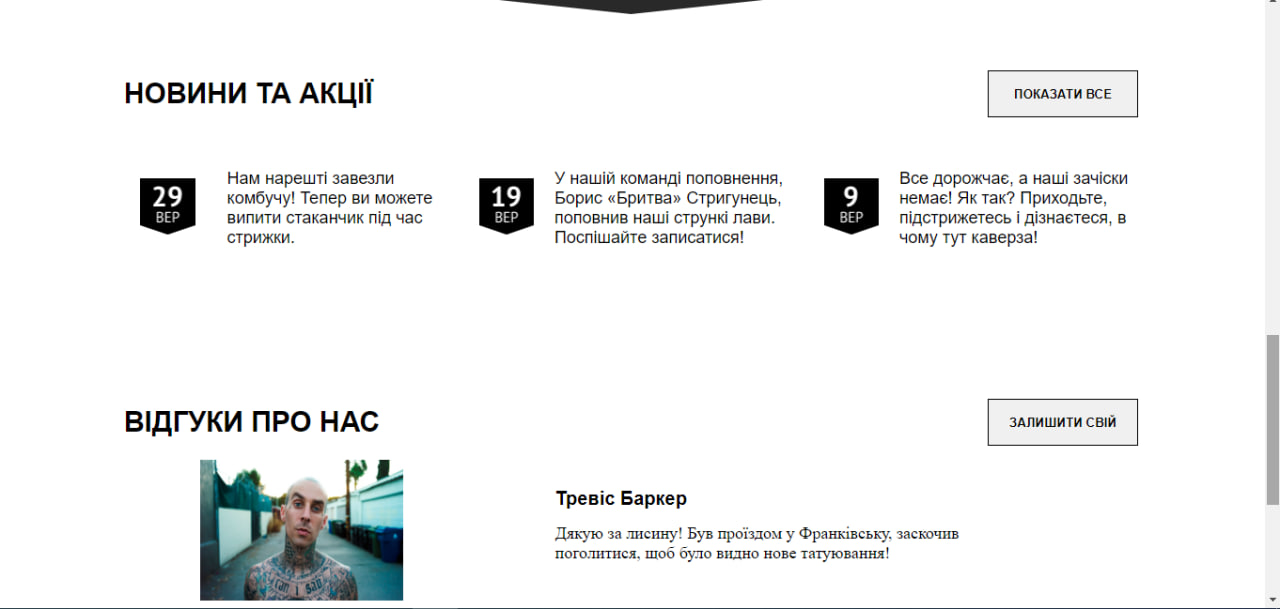 НОВИНИ ТА АКЦІЇ
ПОКАЗАТИ ВСЕ
29
ВЕР
Нам нарешті завезли
комбучу! Тепер ви можете
випити стаканчик під час
стрижки.
19
ВЕР
У нашій команді поповнення,
Борис «Бритва» Стригунець,
поповнив наші стрункі лави.
Поспішайте записатися!
9
ВЕР
Все дорожчає, а наші зачіски
немає! Як так? Приходьте,
підстрижетесь і дізнаєтеся, в
чому тут каверза!
ВІДГУКИ ПРО НАС
ЗАЛИШИТИ СВІЙ
Тревіс Баркер
Дякую за лисину! Був проїздом у Франківську, заскочив
поголитися, щоб було видно нове татуювання!
can i say